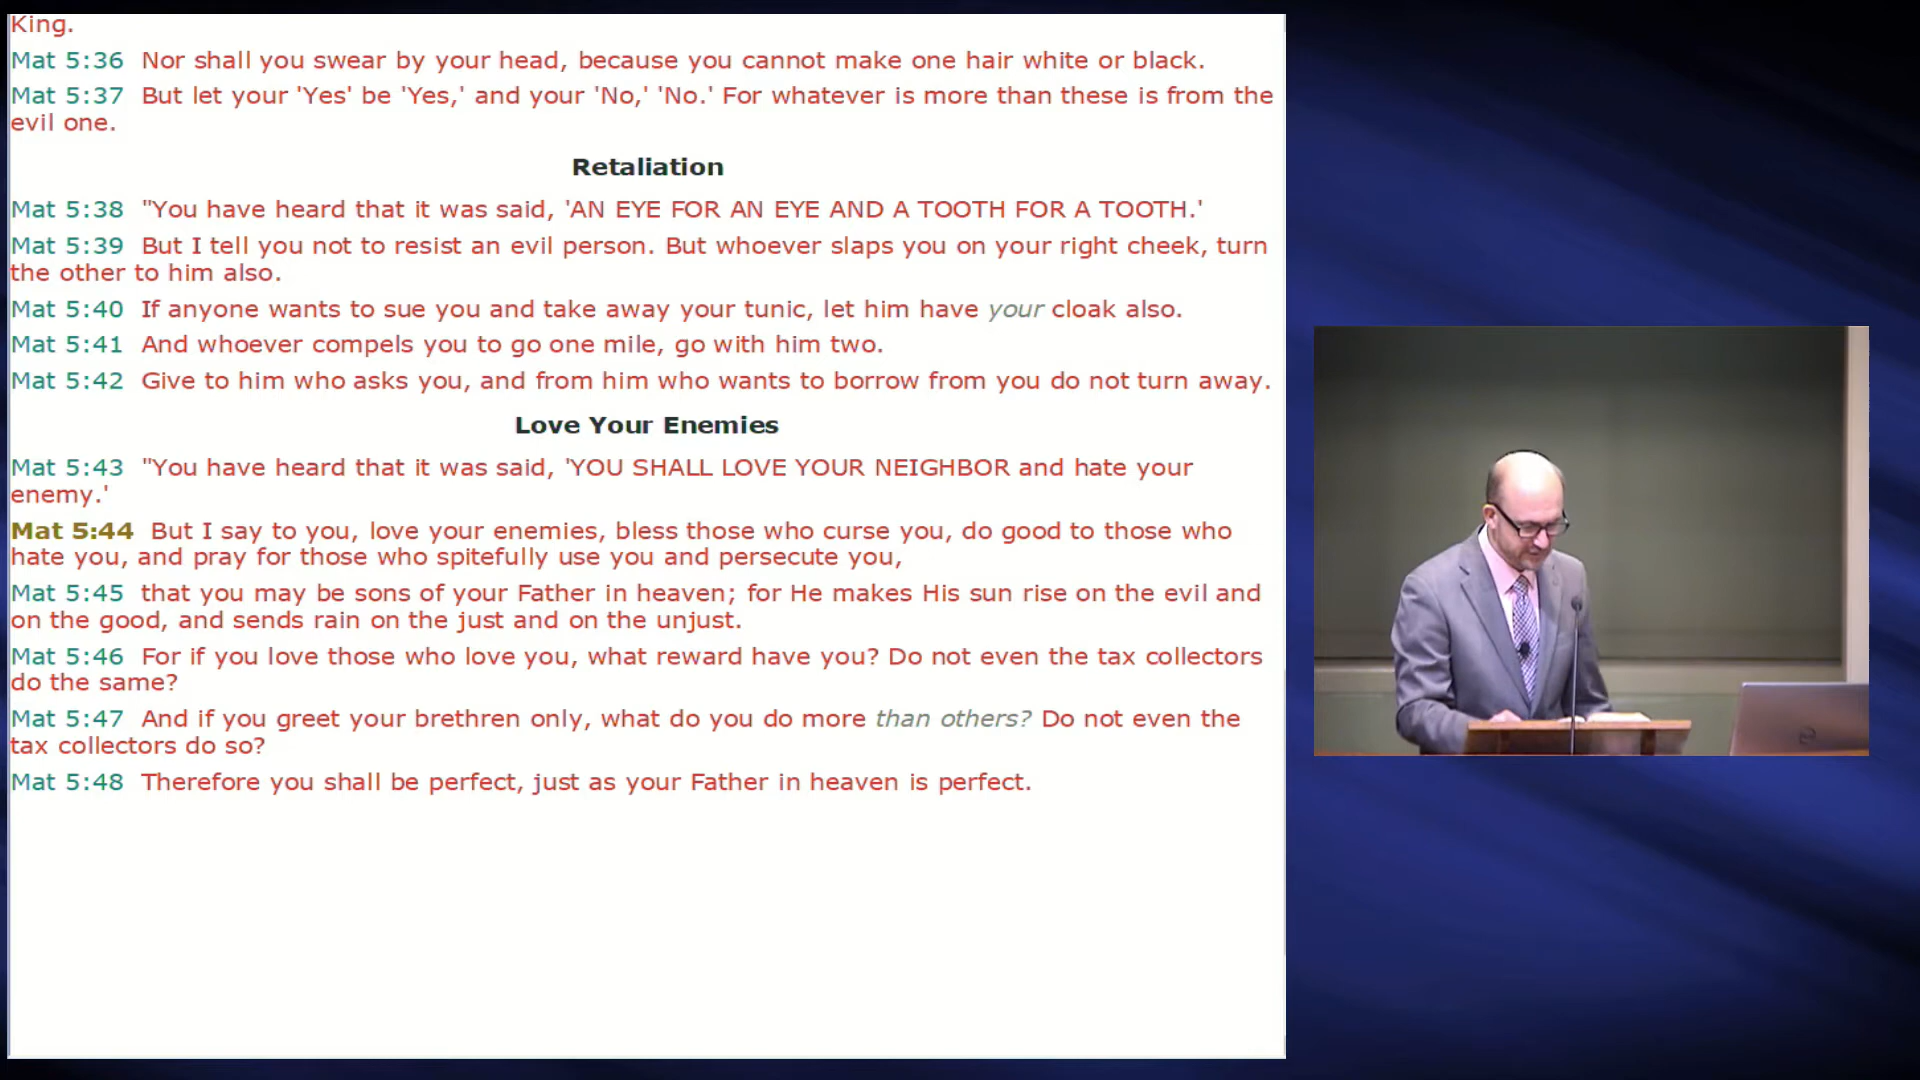 King.
Mat 5:36 Nor shall you swear by your head, because you cannot make one hair white or black.
Mat 5:37 But let your 'Yes' be 'Yes,' and your 'No,' 'No.' For whatever is more than these is from the
evil one.
Retaliation
Mat 5:38 "You have heard that it was said, 'AN EYE FOR AN EYE AND A TOOTH FOR A TOOTH.'
Mat 5:39 But I tell you not to resist an evil person. But whoever slaps you on your right cheek, turn
the other to him also.
Mat 5:40 If anyone wants to sue you and take away your tunic, let him have your cloak also.
Mat 5:41 And whoever compels you to go one mile, go with him two.
Mat 5:42 Give to him who asks you, and from him who wants to borrow from you do not turn away.
Love Your Enemies
Mat 5:43 "You have heard that it was said, 'YOU SHALL LOVE YOUR NEIGHBOR and hate your
enemy.'
Mat 5:44 But I say to you, love your enemies, bless those who curse you, do good to those who
hate you, and pray for those who spitefully use you and persecute you,
Mat 5:45 that you may be sons of your Father in heaven; for He makes His sun rise on the evil and
on the good, and sends rain on the just and on the unjust.
Mat 5:46 For if you love those who love you, what reward have you? Do not even the tax collectors
do the same?
Mat 5:47 And if you greet your brethren only, what do you do more than others? Do not even the
tax collectors do so?
Mat 5:48 Therefore you shall be perfect, just as your Father in heaven is perfect.